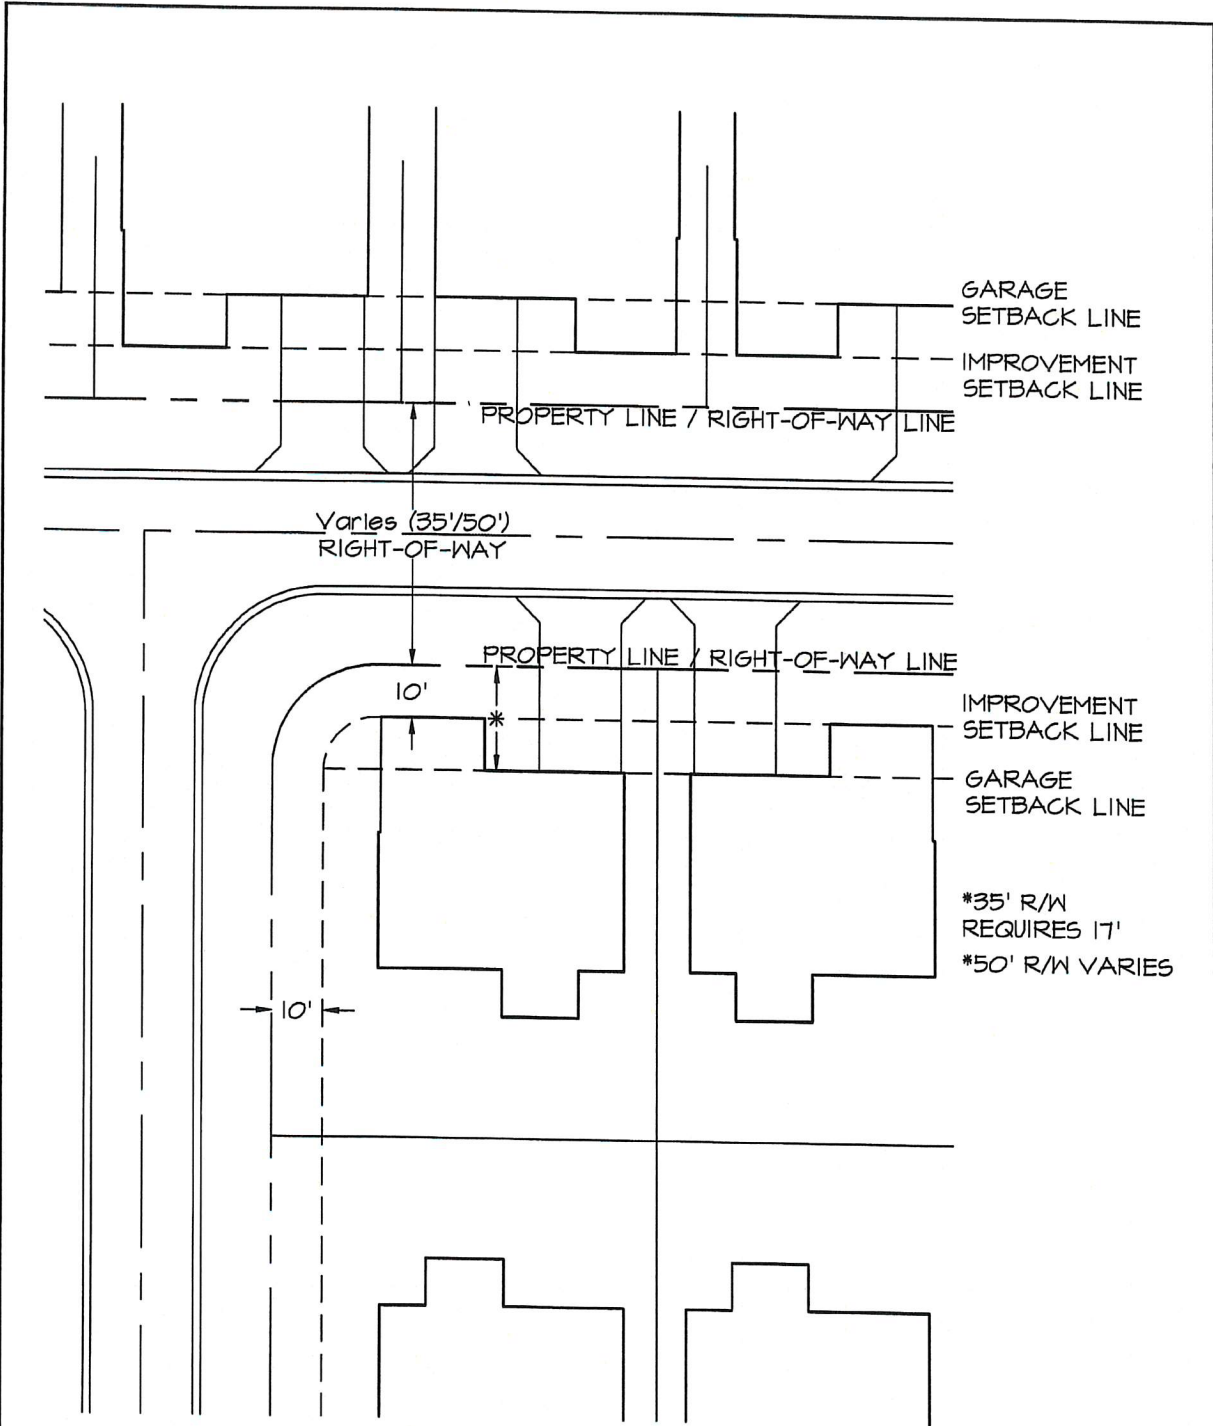 GARAGE
SETBACK LINE
IMPROVEMENT
SETBACK LINE
PROPERTY LINE / RIGHT-OF-WAY LINE
Varies (35'/50')
RIGHT-OF-WAY
PROPERTY LINE / RIGHT-OF-WAY LINE
10'
*
IMPROVEMENT
SETBACK LINE
GARAGE
SETBACK LINE
*35' R/W
REQUIRES 17'
*50' R/W VARIES
10'